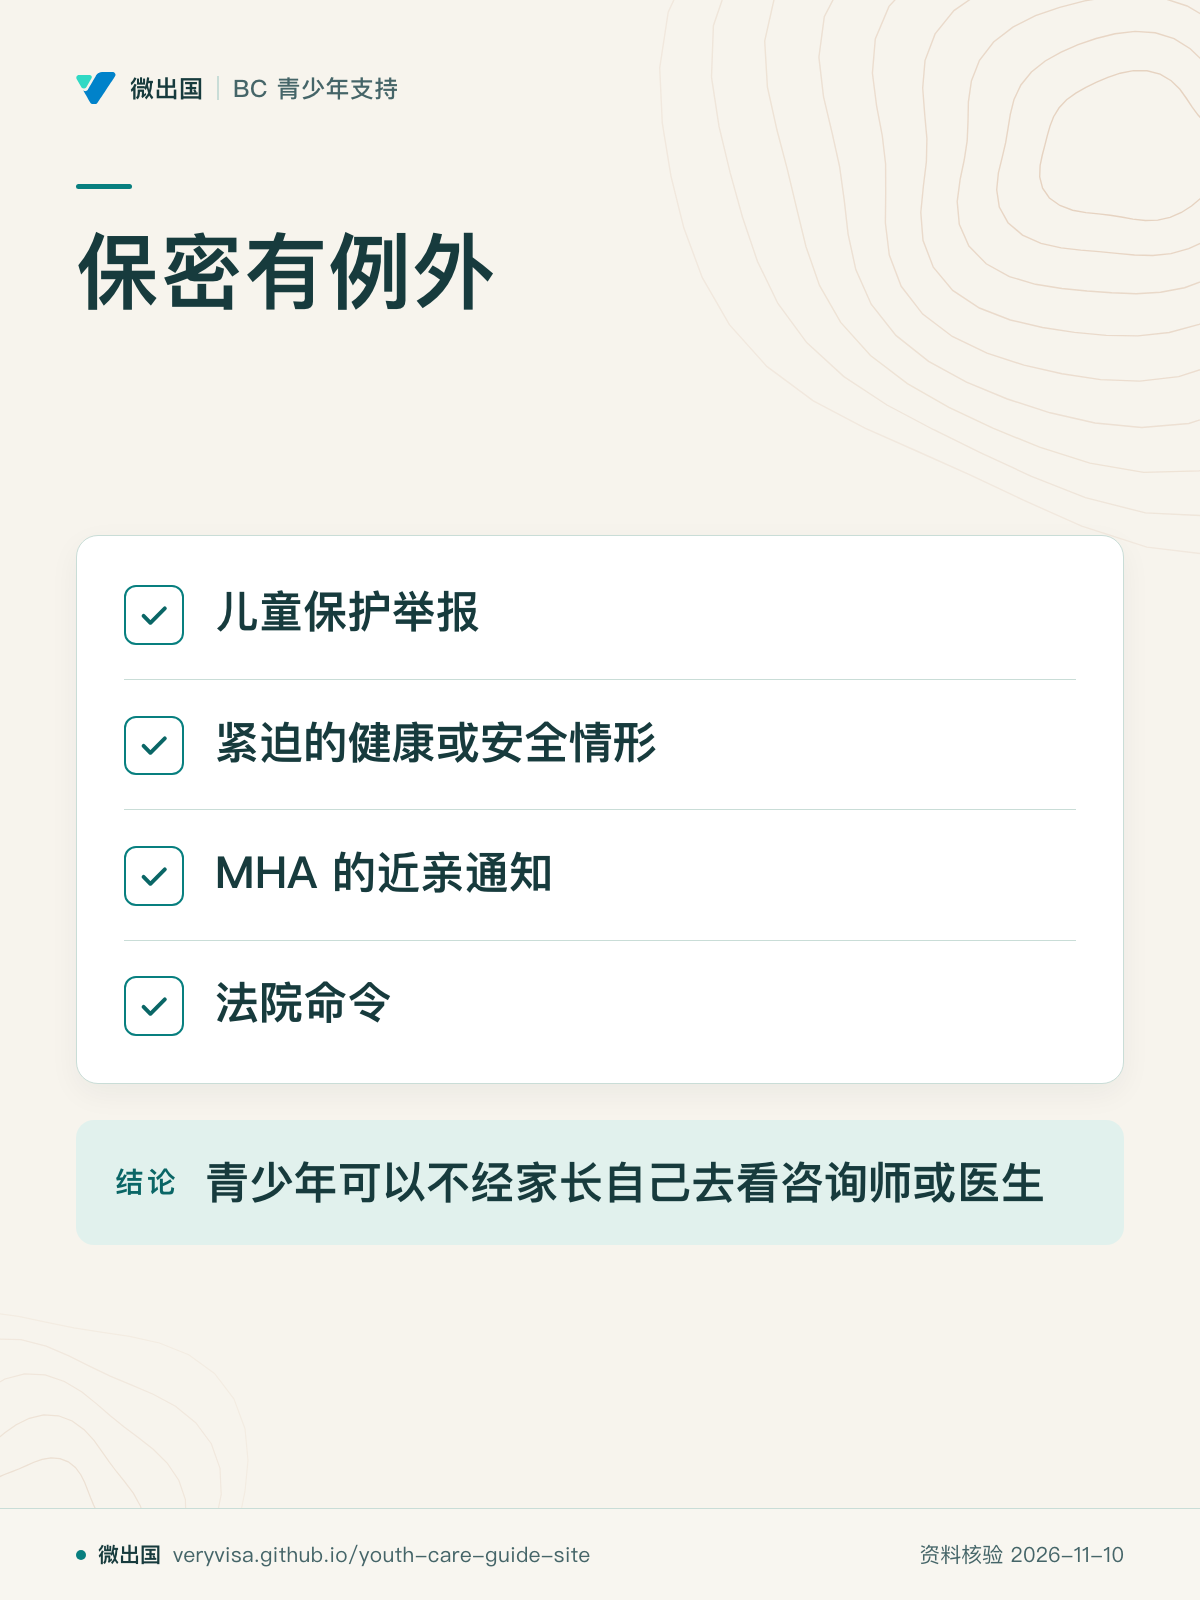 微出国 | BC 青少年支持
保密有例外
儿童保护举报
紧迫的健康或安全情形
MHA 的近亲通知
法院命令
结论 青少年可以不经家长自己去看咨询师或医生
微出国 veryvisa.github.io/youth-care-guide-site 资料核验 2026-11-10